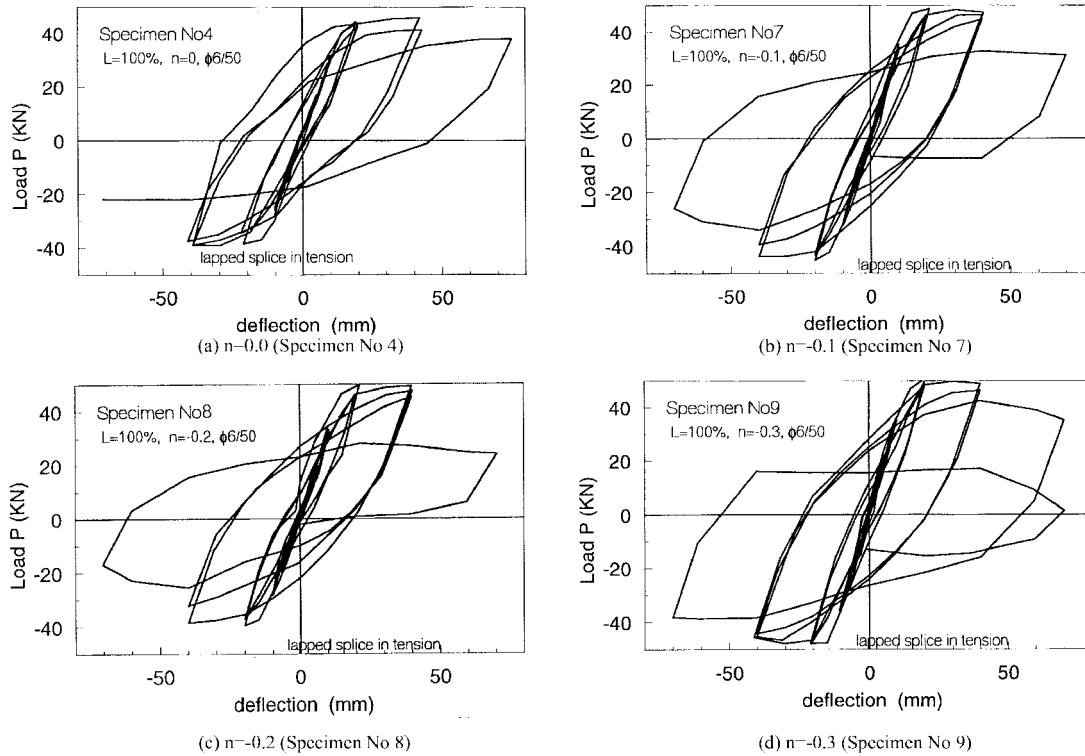 Specimen No4
L=100%, n=0, ϕ6/50
Load P (KN)
40
20
0
-20
-40
lapped splice in tension
-50
0
50
deflection (mm)
(a) n=0.0 (Specimen No 4)
Specimen No7
L=100%, n=-0.1, ϕ6/50
Load P (KN)
40
20
0
-20
-40
lapped splice in tension
-50
0
50
deflection (mm)
(b) n=-0.1 (Specimen No 7)
Specimen No8
L=100%, n=-0.2, ϕ6/50
Load P (KN)
40
20
0
-20
-40
lapped splice in tension
-50
0
50
deflection (mm)
(c) n=-0.2 (Specimen No 8)
Specimen No9
L=100%, n=-0.3, ϕ6/50
Load P (KN)
40
20
0
-20
-40
lapped splice in tension
-50
0
50
deflection (mm)
(d) n=-0.3 (Specimen No 9)